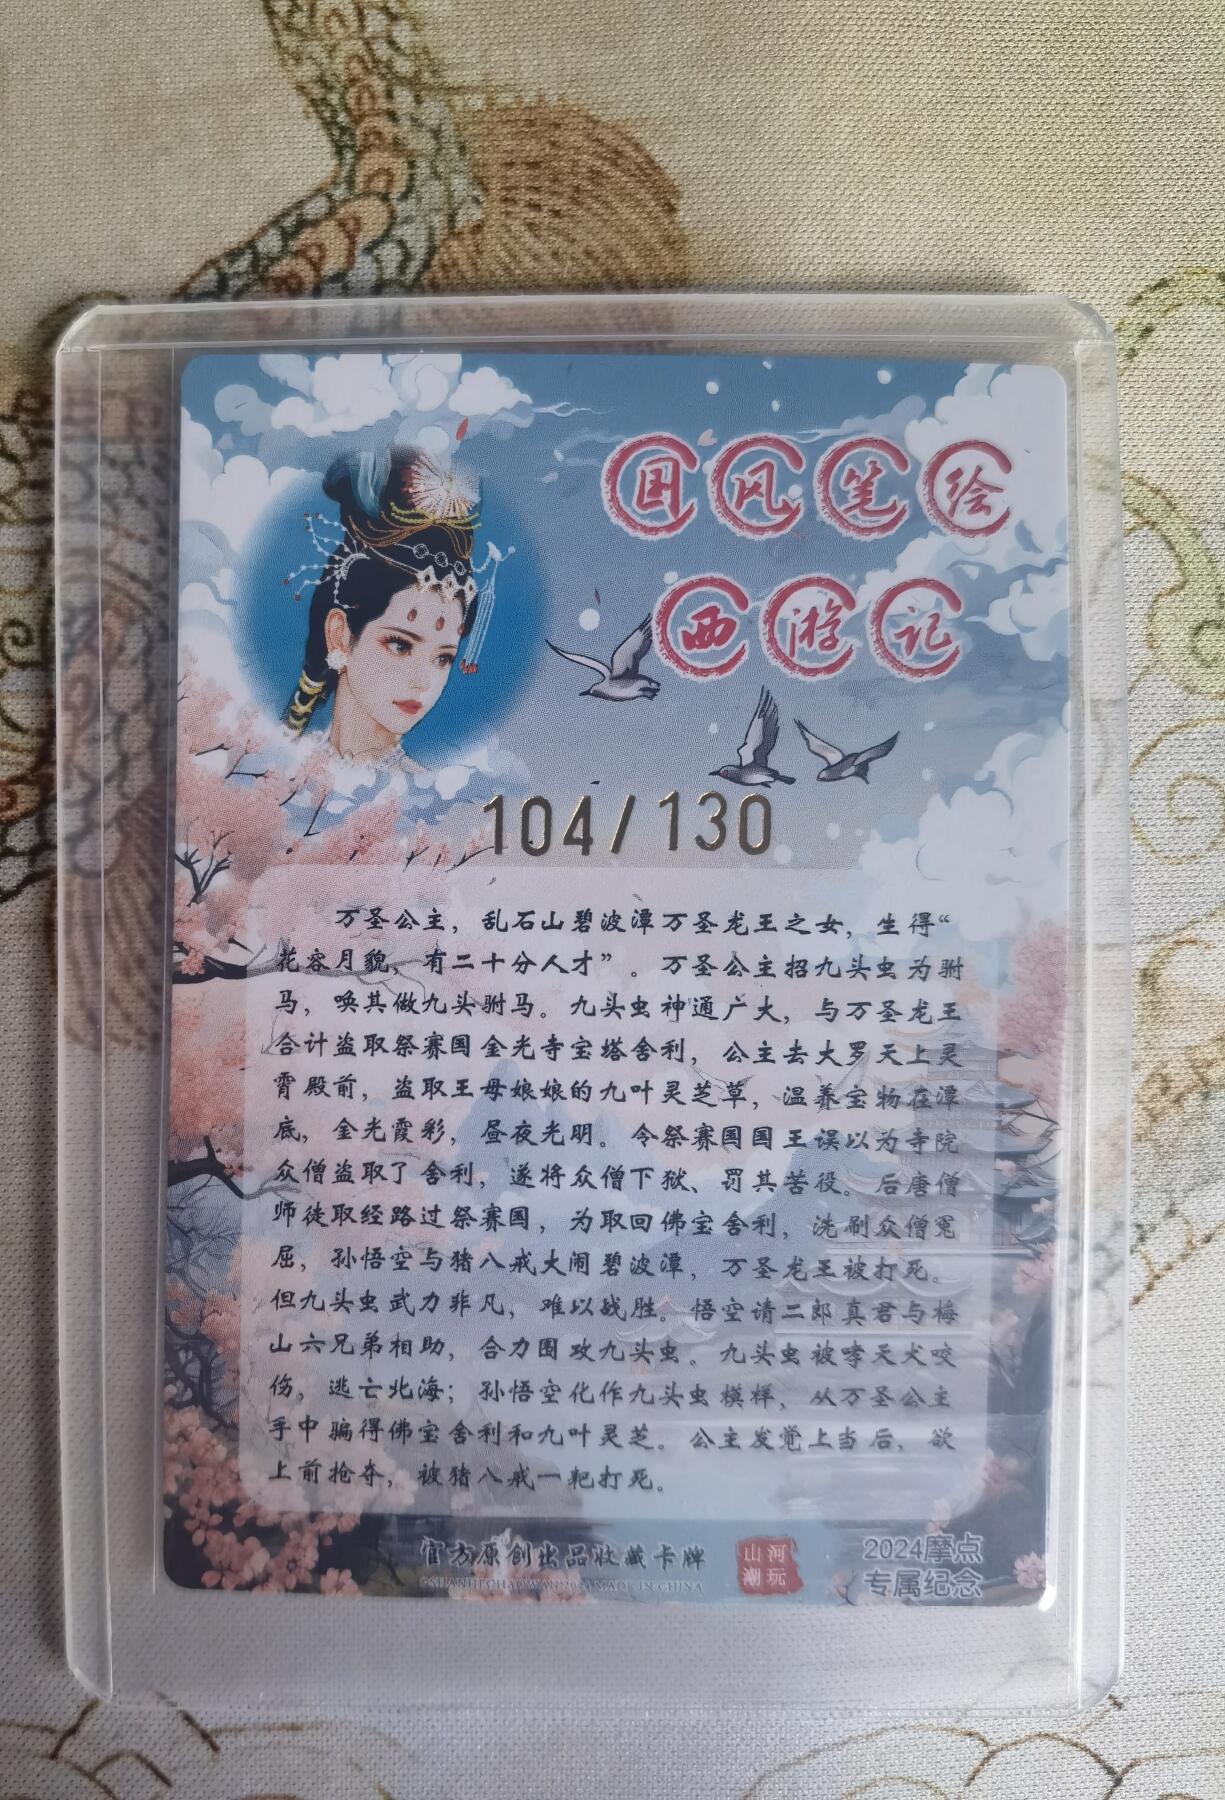 国风笔绘
西游记
104/130
万圣公主，乱石山碧波潭万圣龙王之女，生得“
花容月貌，有二十分人才”。万圣公主招九头虫为驸
马，唤其做九头驸马。九头虫神通广大，与万圣龙王
合计盗取祭赛国金光寺宝塔舍利，公主去大罗天上灵
霄殿前，盗取王母娘娘的九叶灵芝草，温养宝物在潭
底，金光霞彩，昼夜光明。令祭赛国国王误以为寺院
众僧盗取了舍利，遂将众僧下狱、罚其苦役。后唐僧
师徒取经路过祭赛国，为取回佛宝舍利，洗刷众僧冤
屈，孙悟空与猪八戒大闹碧波潭，万圣龙王被打死。
但九头虫武力非凡，难以战胜。悟空请二郎真君与梅
山六兄弟相助，合力围攻九头虫。九头虫被哮天犬咬
伤，逃亡北海；孙悟空化作九头虫模样，从万圣公主
手中骗得佛宝舍利和九叶灵芝。公主发觉上当后，欲
上前抢夺，被猪八戒一耙打死。
官方原创出品收藏卡牌
©SHANHECHAOWAN2024 MADE IN CHINA
山河
潮玩
2024摩点
专属纪念